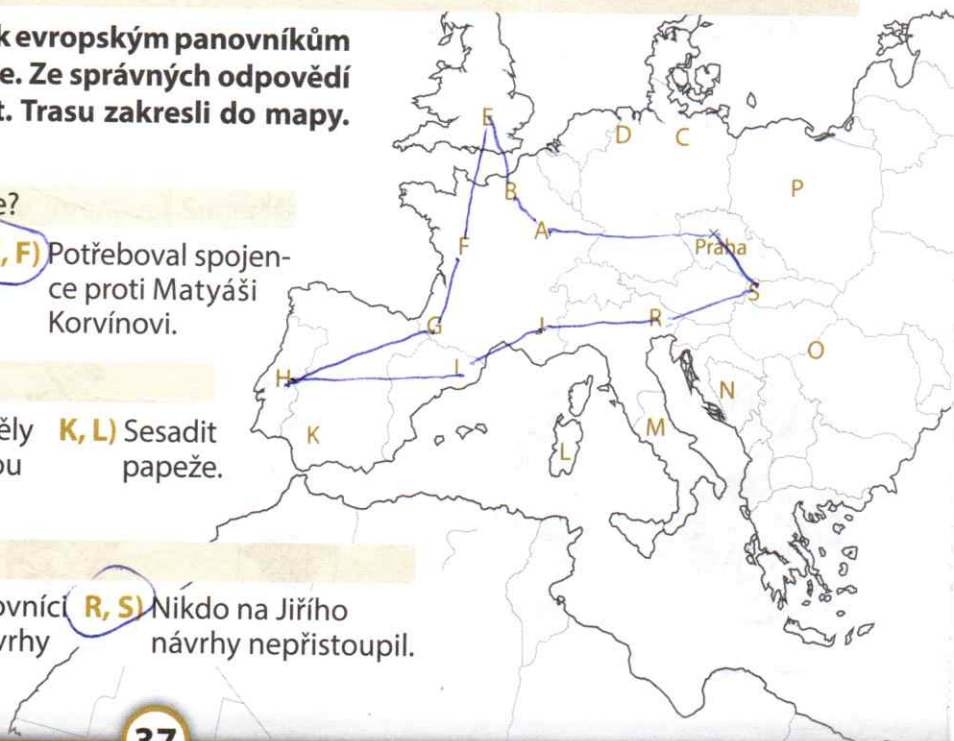 k evropským panovníkům
e. Ze správných odpovědí
t. Trasu zakresli do mapy.
e?
, F) Potřeboval spojen-
ce proti Matyáši
Korvínovi.
ěly K, L) Sesadit
ou papeže.
ovníci R, S) Nikdo na Jiřího
vrhy návrhy nepřistoupil.
E
D C
B P
A
F Praha
S
G R
I O
H N
K M
L
37